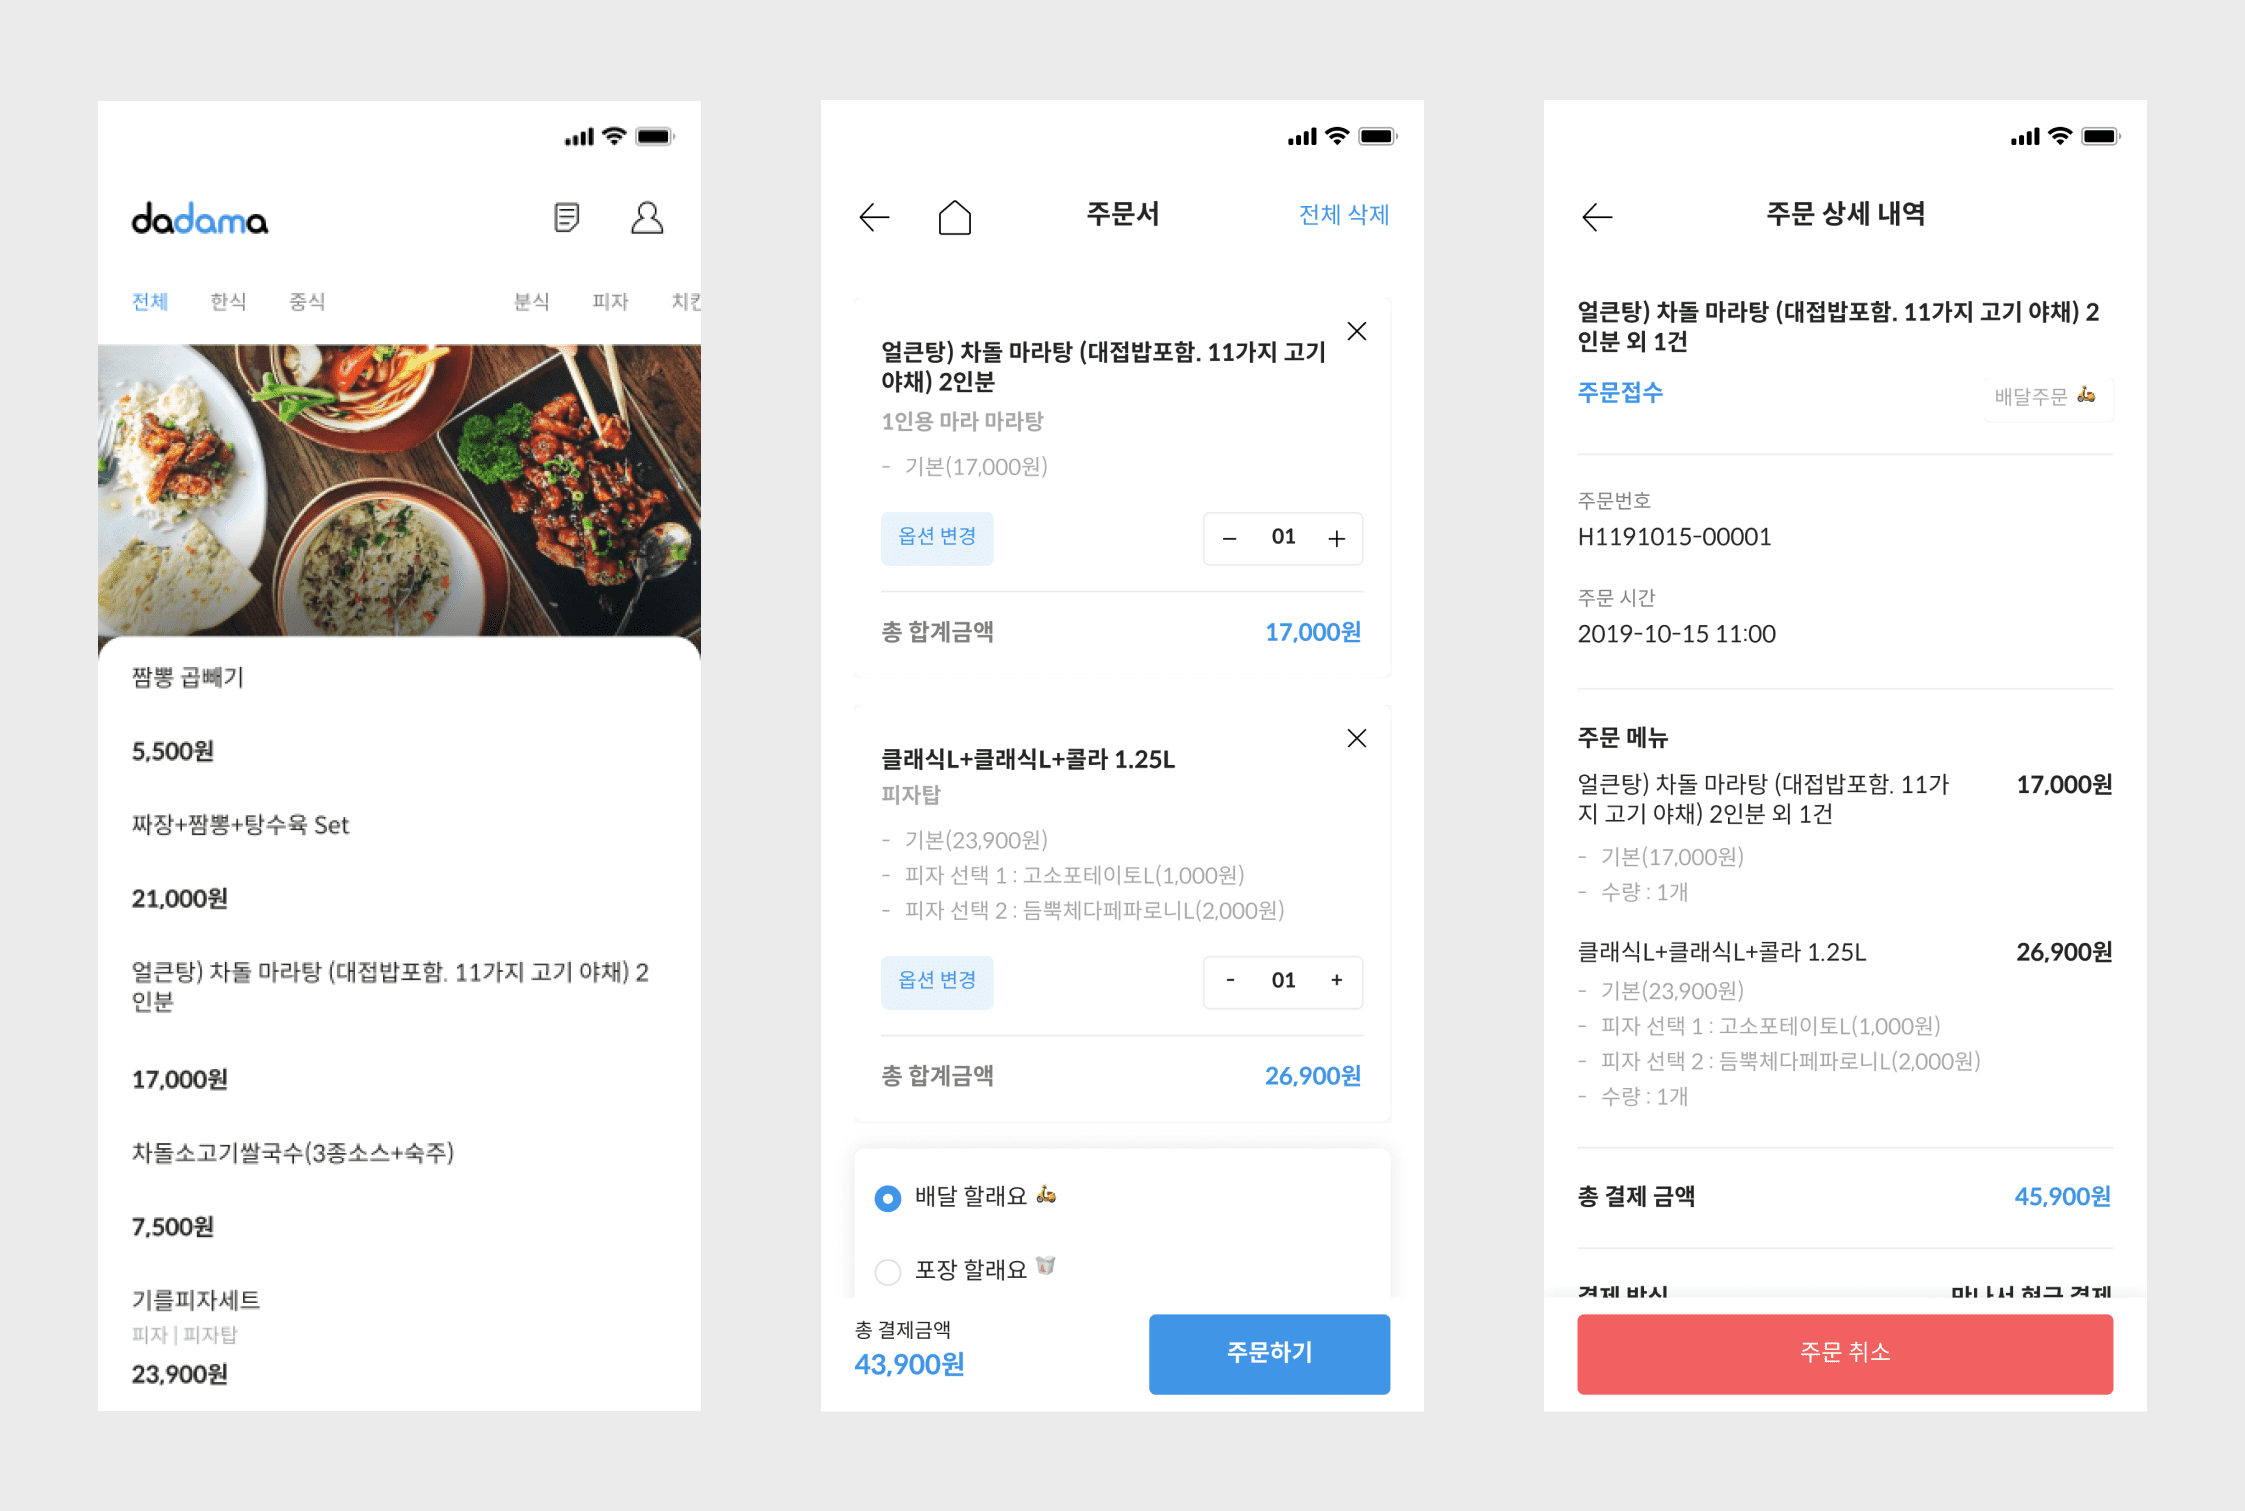 dadama
전체 한식 중식 분식 피자 치킨
짬뽕 곱빼기
5,500원
짜장+짬뽕+탕수육 Set
21,000원
얼큰탕) 차돌 마라탕 (대접밥포함. 11가지 고기 야채) 2
인분
17,000원
차돌소고기쌀국수(3종소스+숙주)
7,500원
기를피자세트
피자 | 피자탑
23,900원
주문서
전체 삭제
얼큰탕) 차돌 마라탕 (대접밥포함. 11가지 고기
야채) 2인분
1인용 마라 마라탕
- 기본(17,000원)
옵션 변경
- 01 +
총 합계금액 17,000원
클래식L+클래식L+콜라 1.25L
피자탑
- 기본(23,900원)
- 피자 선택 1 : 고소포테이토L(1,000원)
- 피자 선택 2 : 듬뿍체다페파로니L(2,000원)
옵션 변경
- 01 +
총 합계금액 26,900원
배달 할래요 🛵
포장 할래요
총 결제금액
43,900원
주문하기
주문 상세 내역
얼큰탕) 차돌 마라탕 (대접밥포함. 11가지 고기 야채) 2
인분 외 1건
주문접수
배달주문 🛵
주문번호
H1191015-00001
주문 시간
2019-10-15 11:00
주문 메뉴
얼큰탕) 차돌 마라탕 (대접밥포함. 11가 17,000원
지 고기 야채) 2인분 외 1건
- 기본(17,000원)
- 수량 : 1개
클래식L+클래식L+콜라 1.25L 26,900원
- 기본(23,900원)
- 피자 선택 1 : 고소포테이토L(1,000원)
- 피자 선택 2 : 듬뿍체다페파로니L(2,000원)
- 수량 : 1개
총 결제 금액 45,900원
결제 방식 만나서 현금 결제
주문 취소